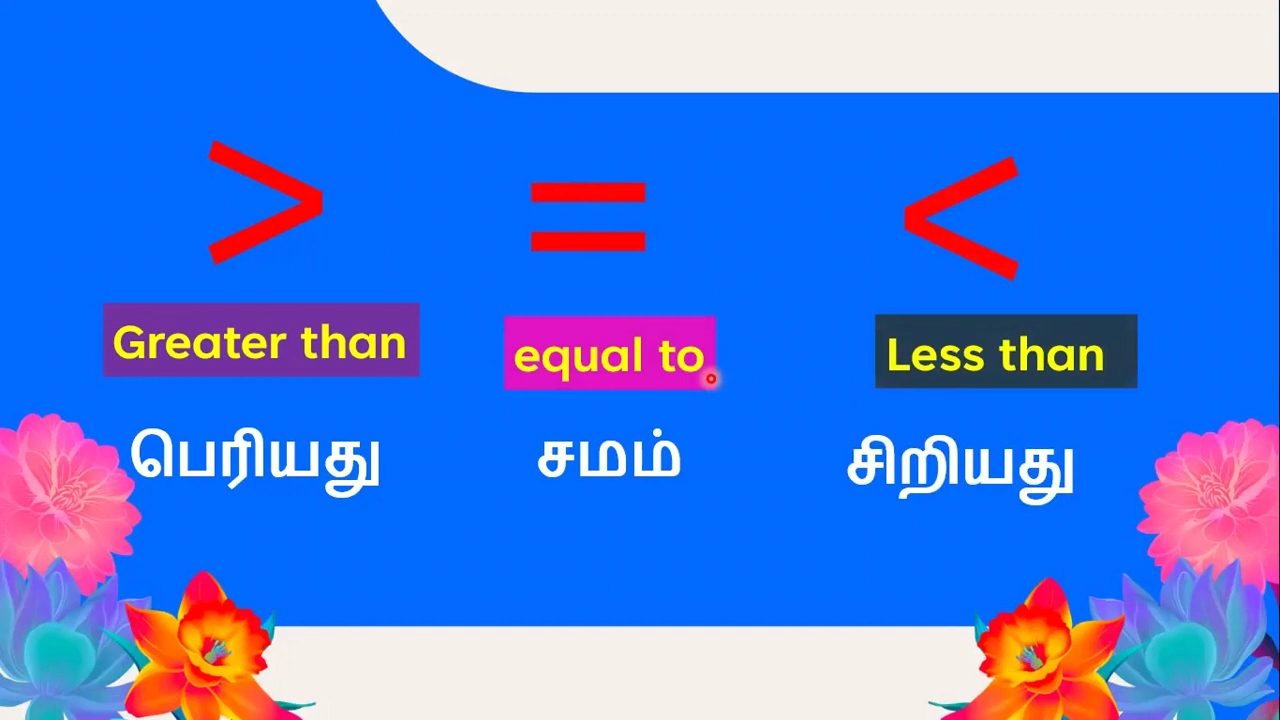 > = <
Greater than equal to Less than
பெரியது சமம் சிறியது